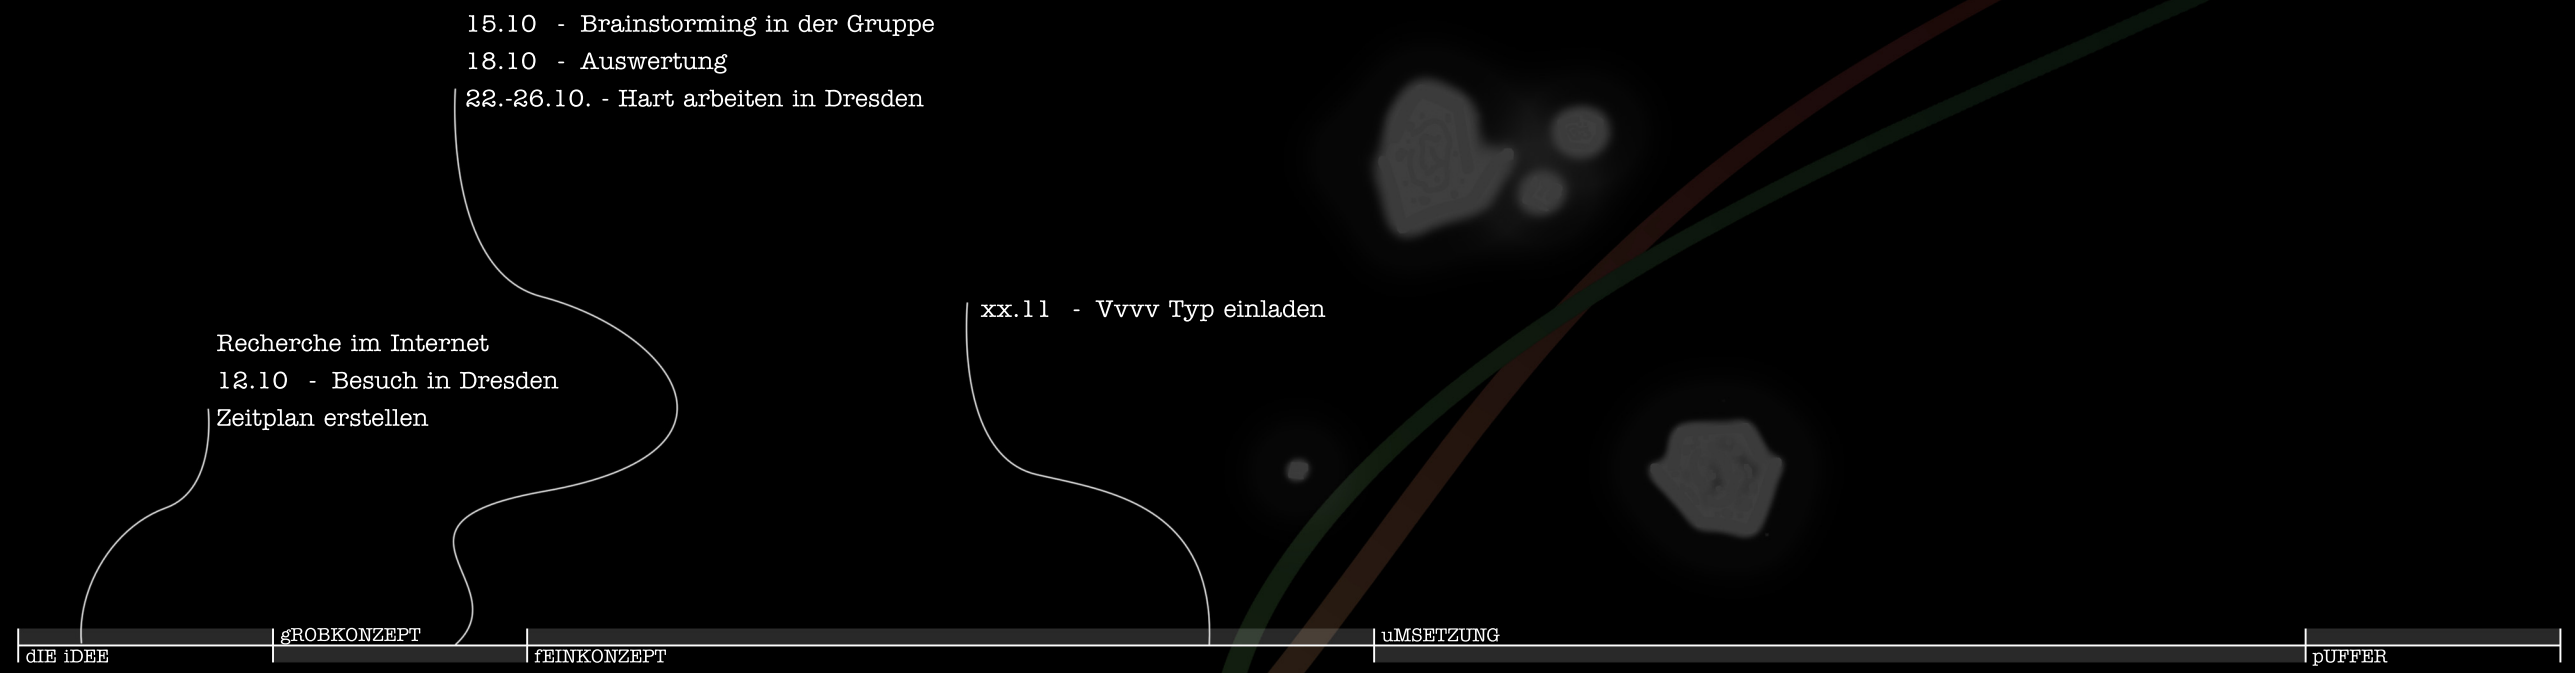 15.10 - Brainstorming in der Gruppe
18.10 - Auswertung
22.-26.10. - Hart arbeiten in Dresden
xx.11 - Vvvv Typ einladen
Recherche im Internet
12.10 - Besuch in Dresden
Zeitplan erstellen
dIE iDEE
gROBKONZEPT
fEINKONZEPT
uMSETZUNG
pUFFER